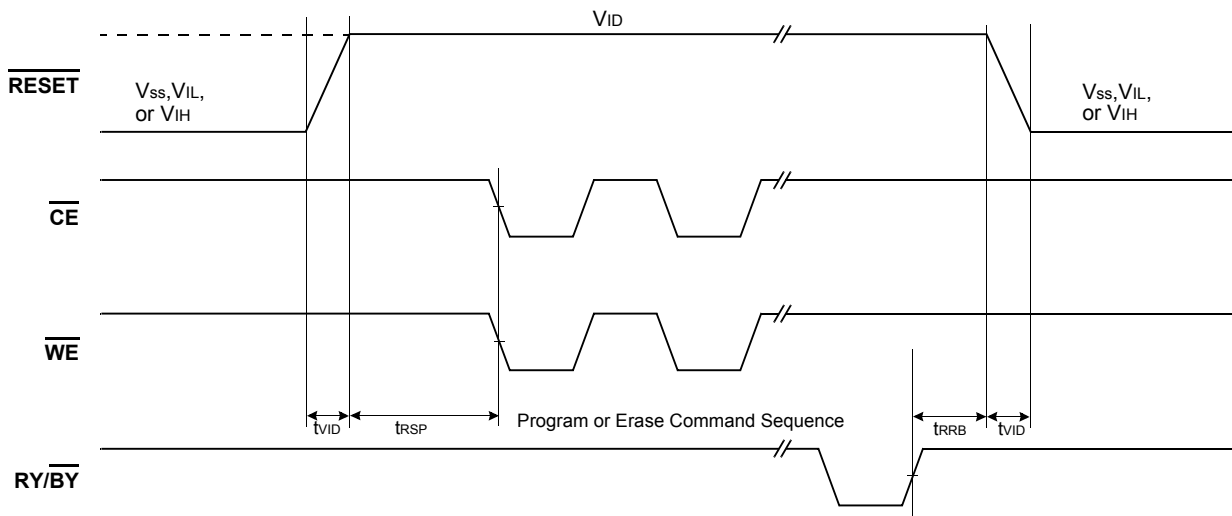 VID
RESET
Vss,VIL,
or VIH
Vss,VIL,
or VIH
CE
WE
tVID
tRSP
Program or Erase Command Sequence
tRRB
tVID
RY/BY